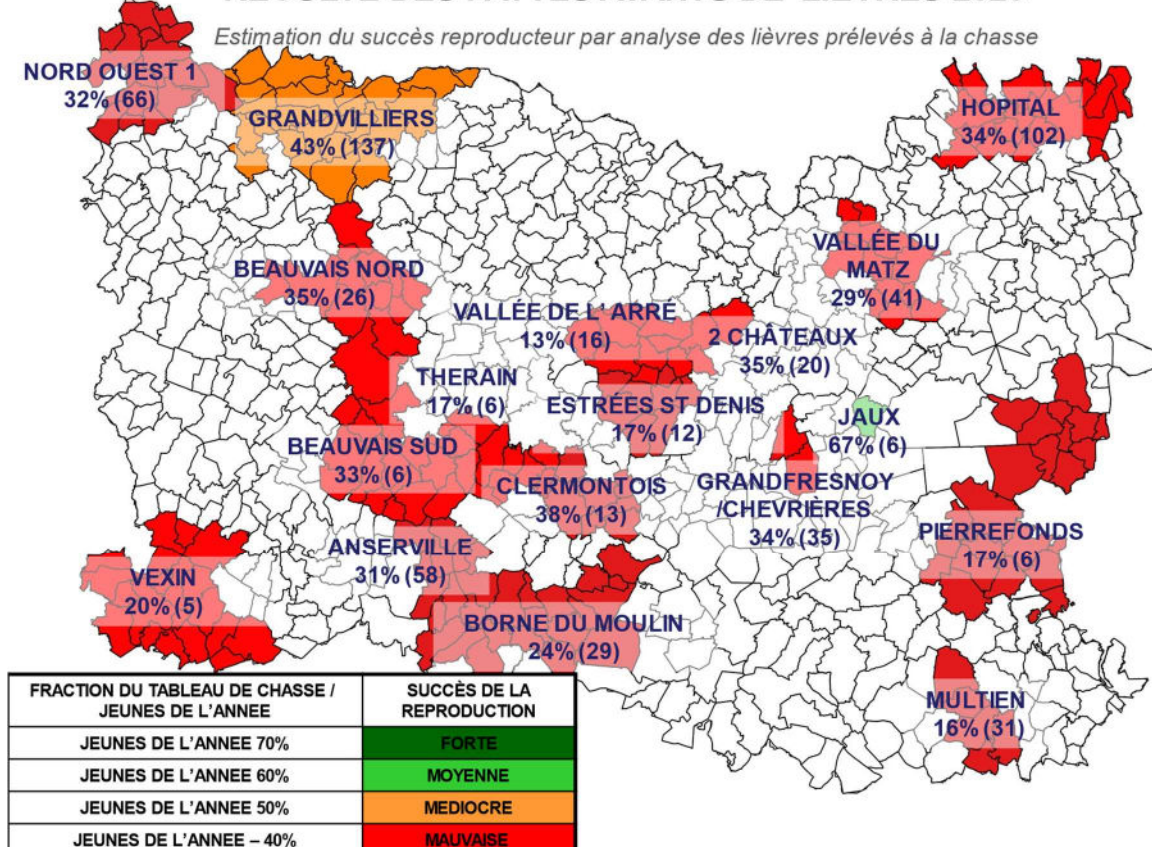 Estimation du succès reproducteur par analyse des lièvres prélevés à la chasse
NORD OUEST 1
32% (66)
GRANDVILLIERS
43% (137)
HOPITAL
34% (102)
BEAUVAIS NORD
35% (26)
VALLÉE DU
MATZ
29% (41)
VALLÉE DE L'ARRÉ
13% (16)
2 CHÂTEAUX
35% (20)
THERAIN
17% (6)
ESTRÉES ST DENIS
17% (12)
JAUX
67% (6)
BEAUVAIS SUD
33% (6)
CLERMONTOIS
38% (13)
GRANDFRESNOY
/CHEVRIÈRES
34% (35)
ANSERVILLE
31% (58)
PIERREFONDS
17% (6)
VEXIN
20% (5)
BORNE DU MOULIN
24% (29)
MULTIEN
16% (31)
FRACTION DU TABLEAU DE CHASSE /
JEUNES DE L'ANNEE
SUCCÈS DE LA
REPRODUCTION
JEUNES DE L'ANNEE 70%
FORTE
JEUNES DE L'ANNEE 60%
MOYENNE
JEUNES DE L'ANNEE 50%
MEDIOCRE
JEUNES DE L'ANNEE – 40%
MAUVAISE